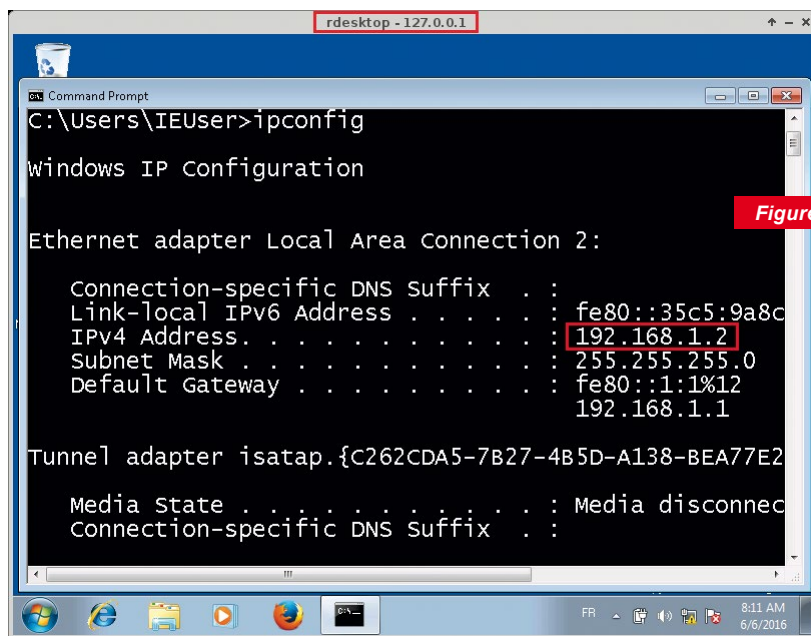 rdesktop - 127.0.0.1
Command Prompt
C:\Users\IEUser>ipconfig
Windows IP Configuration
Figure
Ethernet adapter Local Area Connection 2:
Connection-specific DNS Suffix . :
Link-local IPv6 Address . . . . . : fe80::35c5:9a8c
IPv4 Address. . . . . . . . . . . : 192.168.1.2
Subnet Mask . . . . . . . . . . . : 255.255.255.0
Default Gateway . . . . . . . . . : fe80::1:1%12
192.168.1.1
Tunnel adapter isatap.{C262CDA5-7B27-4B5D-A138-BEA77E2
Media State . . . . . . . . . . . : Media disconnec
Connection-specific DNS Suffix . :
FR
8:11 AM
6/6/2016